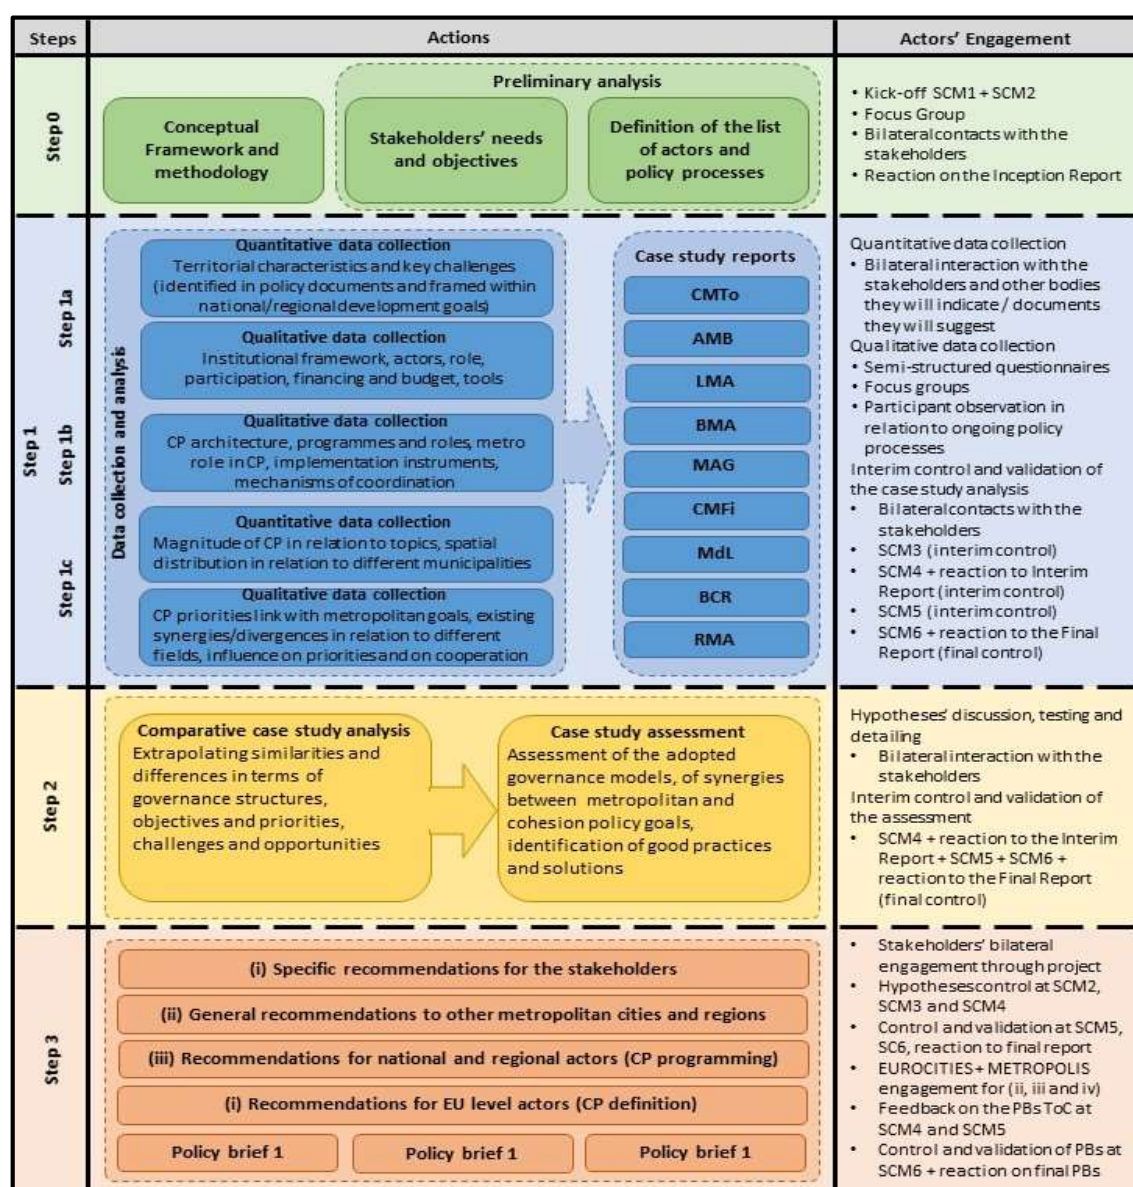 Steps
Actions
Actors' Engagement
Step 0
Conceptual
Framework and
methodology
Preliminary analysis
Stakeholders' needs
and objectives
Definition of the list
of actors and
policy processes
• Kick-off SCM1 + SCM2
• Focus Group
• Bilateral contacts with the
stakeholders
• Reaction on the Inception Report
Step 1
Step 1a
Step 1b
Step 1c
Data collection and analysis
Quantitative data collection
Territorial characteristics and key challenges
(identified in policy documents and framed within
national/regional development goals)
Qualitative data collection
Institutional framework, actors, role,
participation, financing and budget, tools
Qualitative data collection
CP architecture, programmes and roles, metro
role in CP, implementation instruments,
mechanisms of coordination
Quantitative data collection
Magnitude of CP in relation to topics, spatial
distribution in relation to different municipalities
Qualitative data collection
CP priorities link with metropolitan goals, existing
synergies/divergences in relation to different
fields, influence on priorities and on cooperation
Case study reports
CMTo
AMB
LMA
BMA
MAG
CMFi
MdL
BCR
RMA
Quantitative data collection
• Bilateral interaction with the
stakeholders and other bodies
they will indicate / documents
they will suggest
Qualitative data collection
• Semi-structured questionnaires
• Focus groups
• Participant observation in
relation to ongoing policy
processes
Interim control and validation of
the case study analysis
• Bilateral contacts with the
stakeholders
• SCM3 (interim control)
• SCM4 + reaction to Interim
Report (interim control)
• SCM5 (interim control)
• SCM6 + reaction to the Final
Report (final control)
Step 2
Comparative case study analysis
Extrapolating similarities and
differences in terms of
governance structures,
objectives and priorities,
challenges and opportunities
Case study assessment
Assessment of the adopted
governance models, of synergies
between metropolitan and
cohesion policy goals,
identification of good practices
and solutions
Hypotheses' discussion, testing and
detailing
• Bilateral interaction with the
stakeholders
Interim control and validation of
the assessment
• SCM4 + reaction to the Interim
Report + SCM5 + SCM6 +
reaction to the Final Report
(final control)
Step 3
(i) Specific recommendations for the stakeholders
(ii) General recommendations to other metropolitan cities and regions
(iii) Recommendations for national and regional actors (CP programming)
(i) Recommendations for EU level actors (CP definition)
Policy brief 1
Policy brief 1
Policy brief 1
• Stakeholders' bilateral
engagement through project
• Hypotheses control at SCM2,
SCM3 and SCM4
• Control and validation at SCM5,
SC6, reaction to final report
• EUROCITIES + METROPOLIS
engagement for (ii, iii and iv)
• Feedback on the PBs ToC at
SCM4 and SCM5
• Control and validation of PBs at
SCM6 + reaction on final PBs